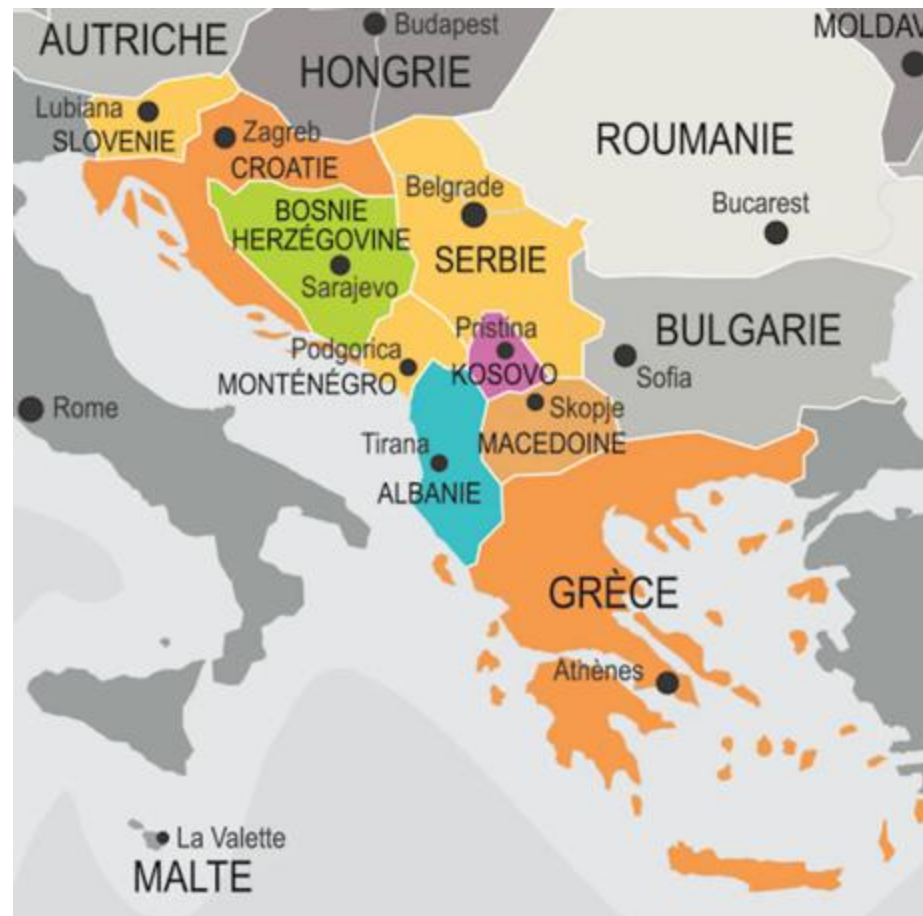 AUTRICHE
Budapest
HONGRIE
MOLDAV
Lubiana
SLOVENIE
Zagreb
CROATIE
ROUMANIE
Bucarest
Belgrade
SERBIE
BOSNIE
HERZÉGOVINE
Sarajevo
Pristina
KOSOVO
BULGARIE
Sofia
Podgorica
MONTÉNÉGRO
Rome
Skopje
MACEDOINE
Tirana
ALBANIE
GRÈCE
Athènes
La Valette
MALTE